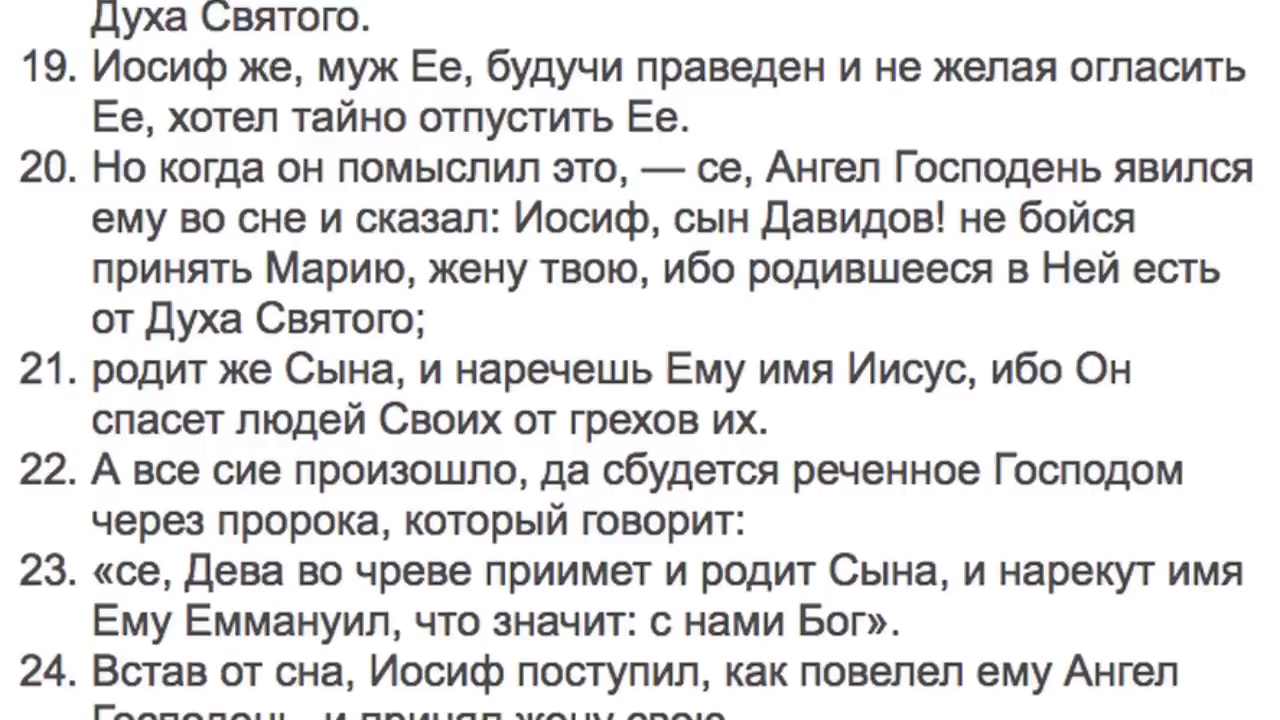 Духа Святого.
19. Иосиф же, муж Ее, будучи праведен и не желая огласить
Ее, хотел тайно отпустить Ее.
20. Но когда он помыслил это, — се, Ангел Господень явился
ему во сне и сказал: Иосиф, сын Давидов! не бойся
принять Марию, жену твою, ибо родившееся в Ней есть
от Духа Святого;
21. родит же Сына, и наречешь Ему имя Иисус, ибо Он
спасет людей Своих от грехов их.
22. А все сие произошло, да сбудется реченное Господом
через пророка, который говорит:
23. «се, Дева во чреве приимет и родит Сына, и нарекут имя
Ему Еммануил, что значит: с нами Бог».
24. Встав от сна, Иосиф поступил, как повелел ему Ангел
Господень, и принял жену свою